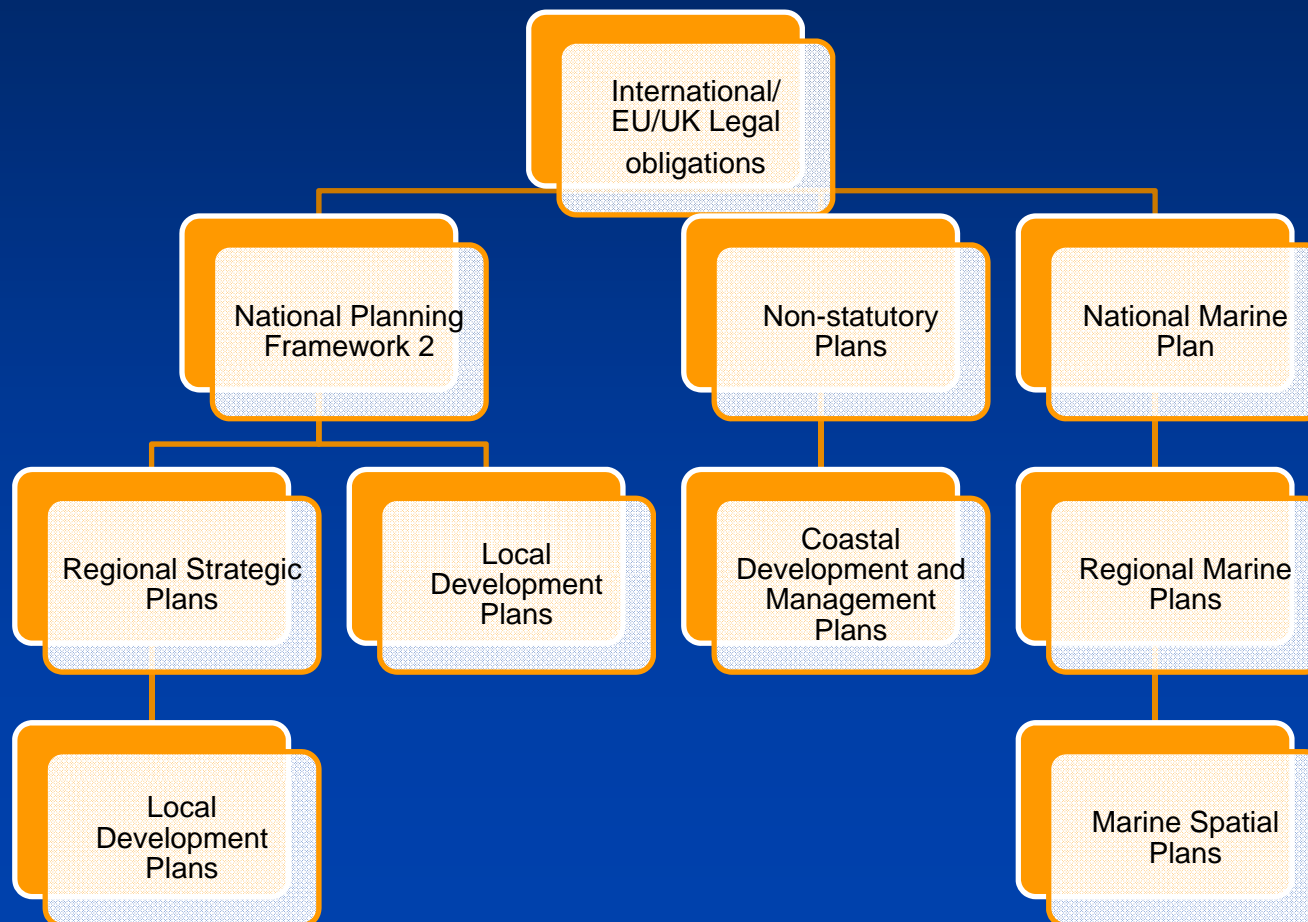 International/
EU/UK Legal
obligations
National Planning
Framework 2
Non-statutory
Plans
National Marine
Plan
Regional Strategic
Plans
Local
Development
Plans
Coastal
Development and
Management
Plans
Regional Marine
Plans
Local
Development
Plans
Marine Spatial
Plans